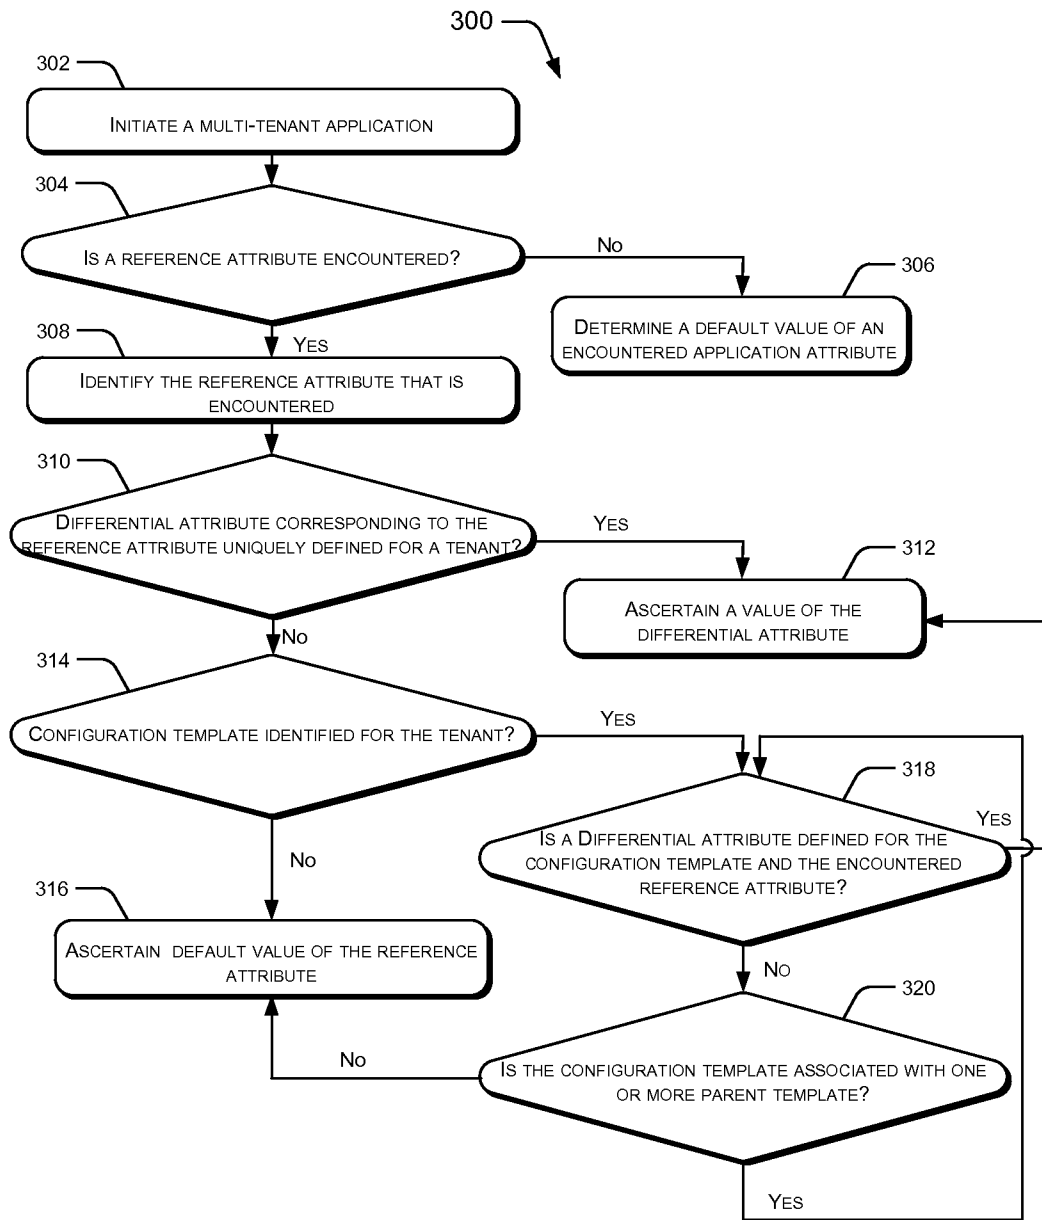 300
302
INITIATE A MULTI-TENANT APPLICATION
304
IS A REFERENCE ATTRIBUTE ENCOUNTERED?
NO
306
DETERMINE A DEFAULT VALUE OF AN
ENCOUNTERED APPLICATION ATTRIBUTE
YES
308
IDENTIFY THE REFERENCE ATTRIBUTE THAT IS
ENCOUNTERED
310
DIFFERENTIAL ATTRIBUTE CORRESPONDING TO THE
REFERENCE ATTRIBUTE UNIQUELY DEFINED FOR A TENANT?
YES
312
ASCERTAIN A VALUE OF THE
DIFFERENTIAL ATTRIBUTE
NO
314
CONFIGURATION TEMPLATE IDENTIFIED FOR THE TENANT?
YES
318
IS A DIFFERENTIAL ATTRIBUTE DEFINED FOR THE
CONFIGURATION TEMPLATE AND THE ENCOUNTERED
REFERENCE ATTRIBUTE?
YES
NO
316
ASCERTAIN DEFAULT VALUE OF THE REFERENCE
ATTRIBUTE
NO
320
IS THE CONFIGURATION TEMPLATE ASSOCIATED WITH ONE
OR MORE PARENT TEMPLATE?
NO
YES